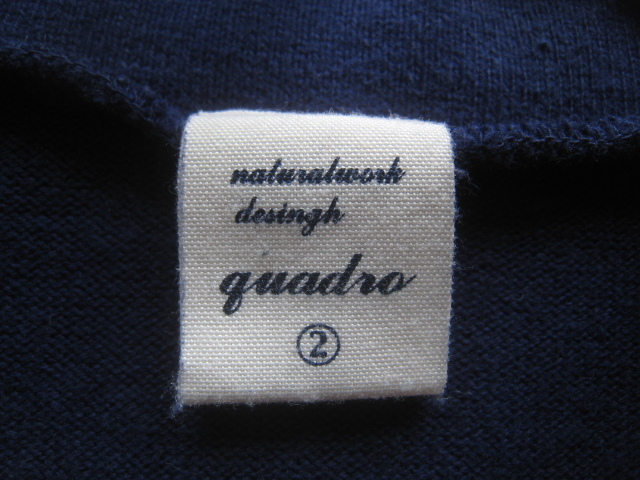 naturalwork
desingh
quadro
②